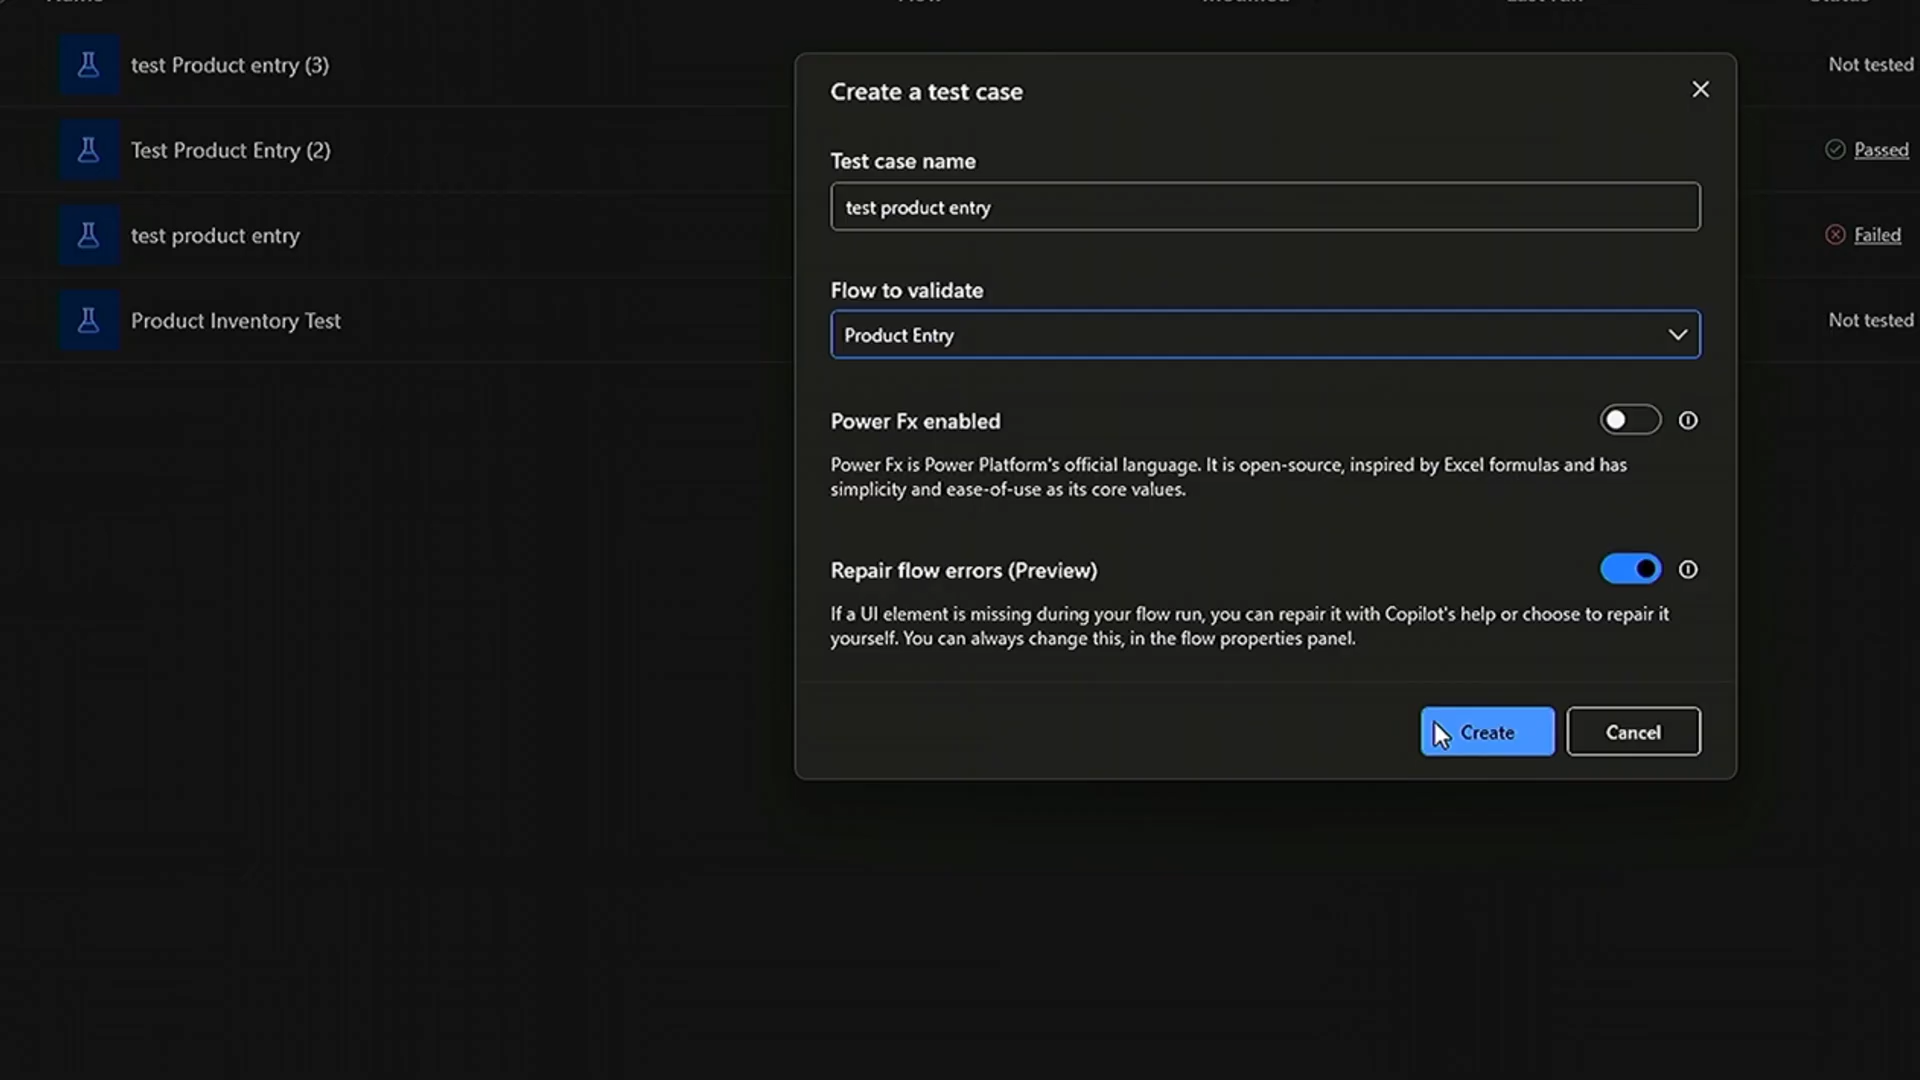 test Product entry (3)
Not tested
Test Product Entry (2)
Passed
test product entry
Failed
Product Inventory Test
Not tested
Create a test case
Test case name
test product entry
Flow to validate
Product Entry
Power Fx enabled
Power Fx is Power Platform's official language. It is open-source, inspired by Excel formulas and has
simplicity and ease-of-use as its core values.
Repair flow errors (Preview)
If a UI element is missing during your flow run, you can repair it with Copilot's help or choose to repair it
yourself. You can always change this, in the flow properties panel.
Create
Cancel